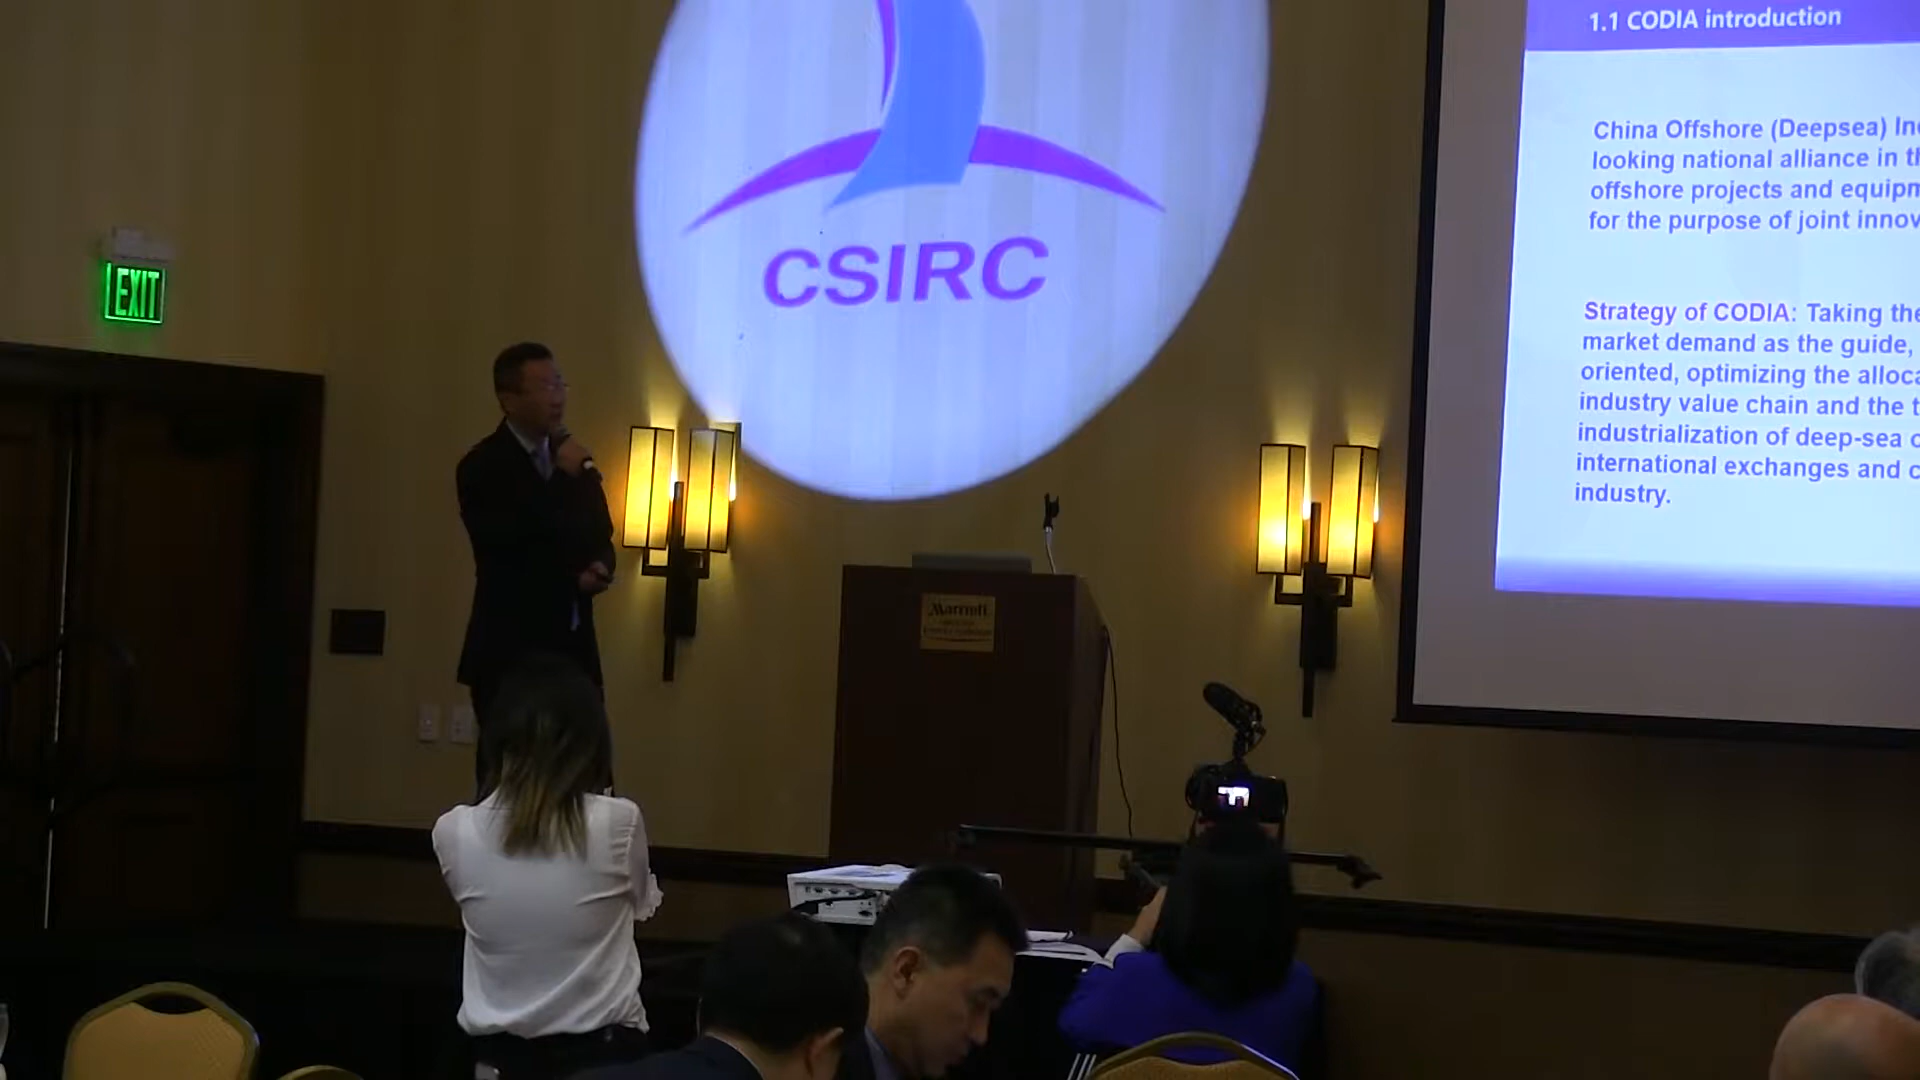 1.1 CODIA introduction
China Offshore (Deepsea)
looking national alliance in
offshore projects and
for the purpose of joint
Strategy of CODIA: Taking the
market demand as the guide,
oriented, optimizing the
industry value chain and the
industrialization of deep-sea
international exchanges and
industry.
CSIRC
EXIT
Marriott